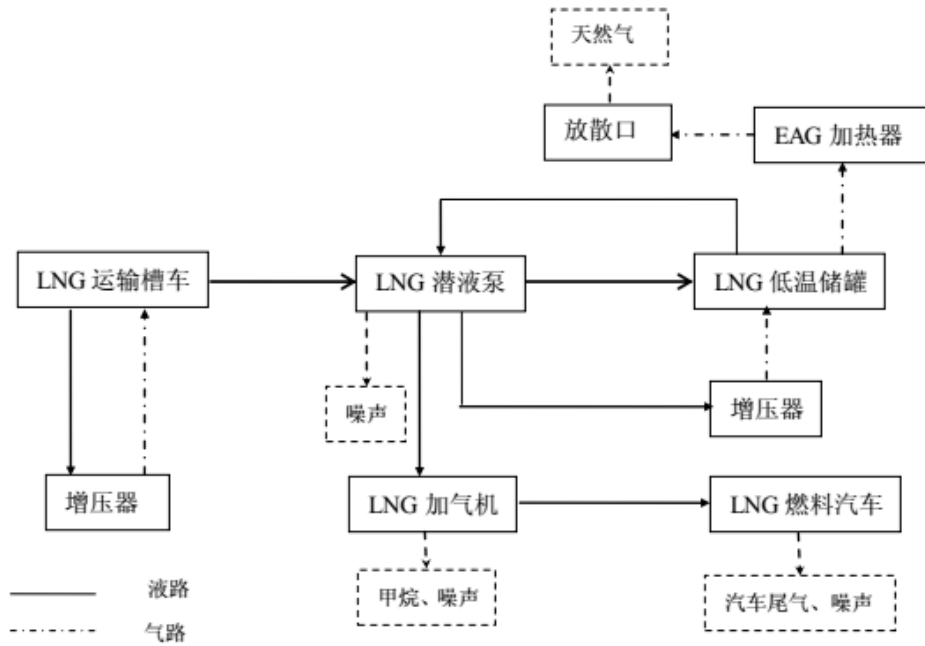 天然气
放散口
EAG 加热器
LNG 运输槽车
LNG 潜液泵
LNG 低温储罐
噪声
增压器
增压器
LNG 加气机
LNG 燃料汽车
液路
甲烷、噪声
汽车尾气、噪声
气路